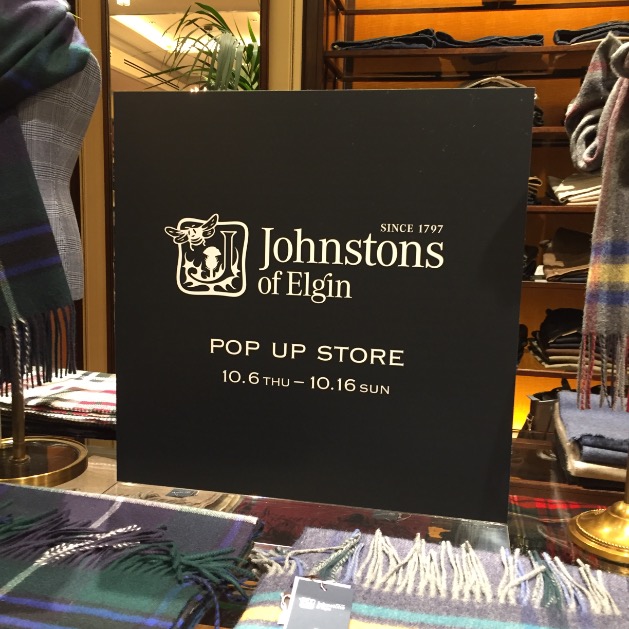 SINCE 1797
Johnstons
of Elgin
POP UP STORE
10.6 THU – 10.16 SUN